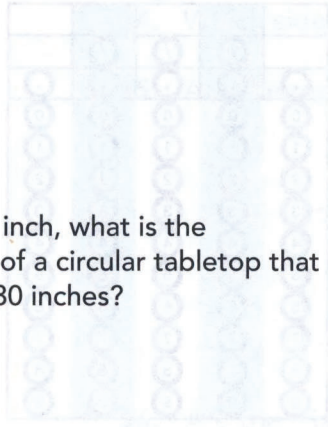 inch, what is the
of a circular tabletop that
30 inches?